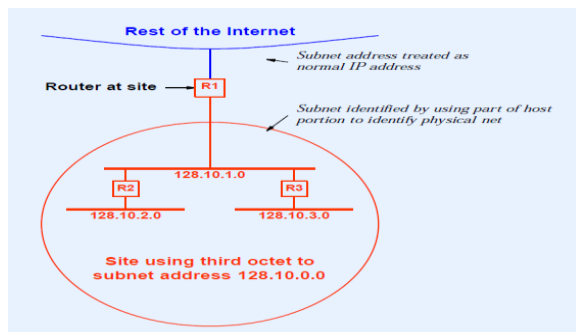 Rest of the Internet
Subnet address treated as
normal IP address
Router at site
R1
Subnet identified by using part of host
portion to identify physical net
128.10.1.0
R2
R3
128.10.2.0
128.10.3.0
Site using third octet to
subnet address 128.10.0.0